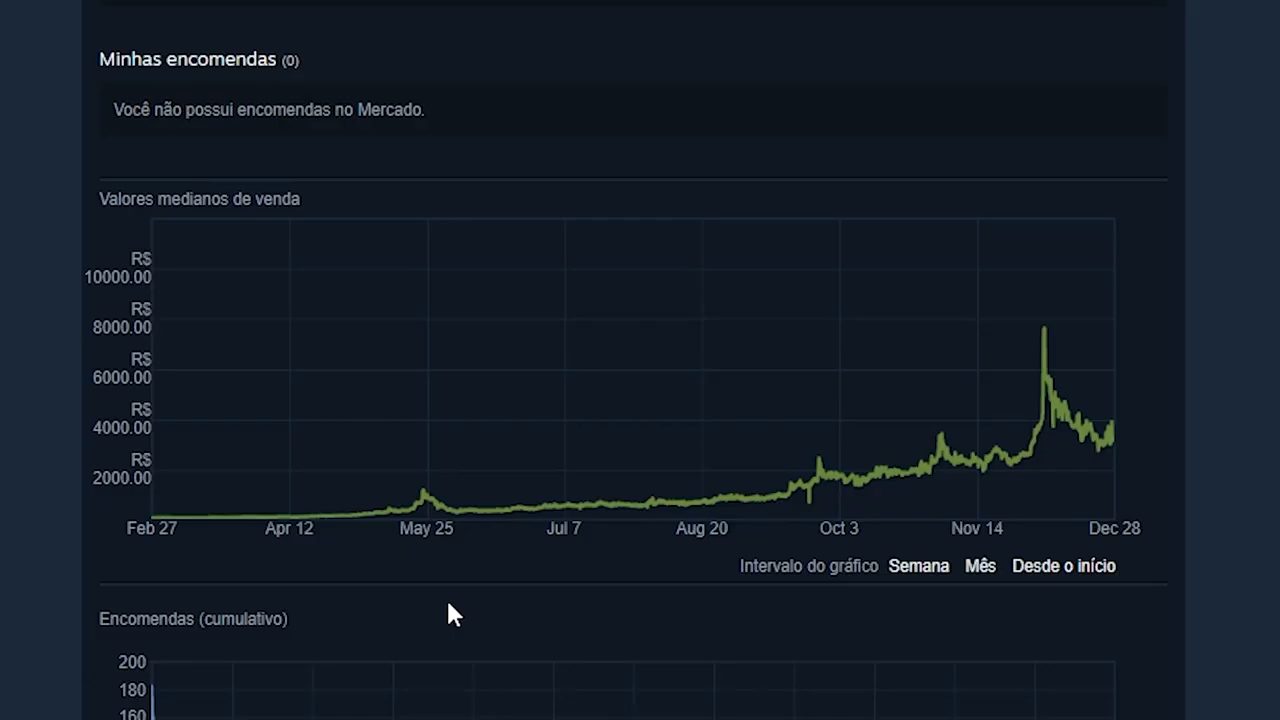 Minhas encomendas (0)
Você não possui encomendas no Mercado.
Valores medianos de venda
R$
10000.00
R$
8000.00
R$
6000.00
R$
4000.00
R$
2000.00
Feb 27 Apr 12 May 25 Jul 7 Aug 20 Oct 3 Nov 14 Dec 28
Intervalo do gráfico Semana Mês Desde o início
Encomendas (cumulativo)
200
180
160